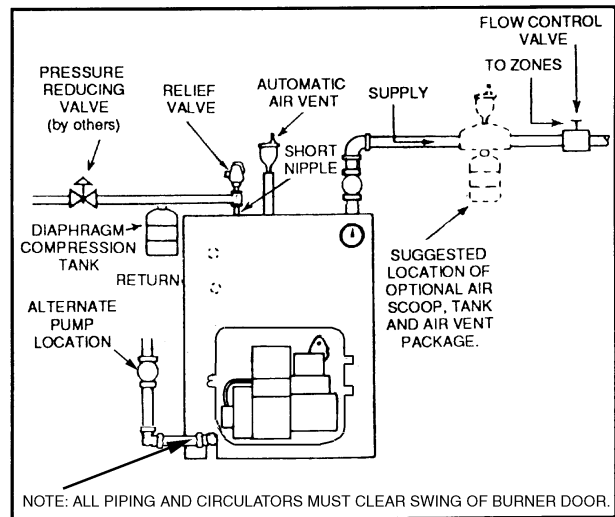 FLOW CONTROL
VALVE
TO ZONES
PRESSURE
REDUCING
VALVE
(by others)
RELIEF
VALVE
AUTOMATIC
AIR VENT
SUPPLY
SHORT
NIPPLE
DIAPHRAGM
COMPRESSION
TANK
RETURN
SUGGESTED
LOCATION OF
OPTIONAL AIR
SCOOP, TANK
AND AIR VENT
PACKAGE.
ALTERNATE
PUMP
LOCATION
NOTE: ALL PIPING AND CIRCULATORS MUST CLEAR SWING OF BURNER DOOR.